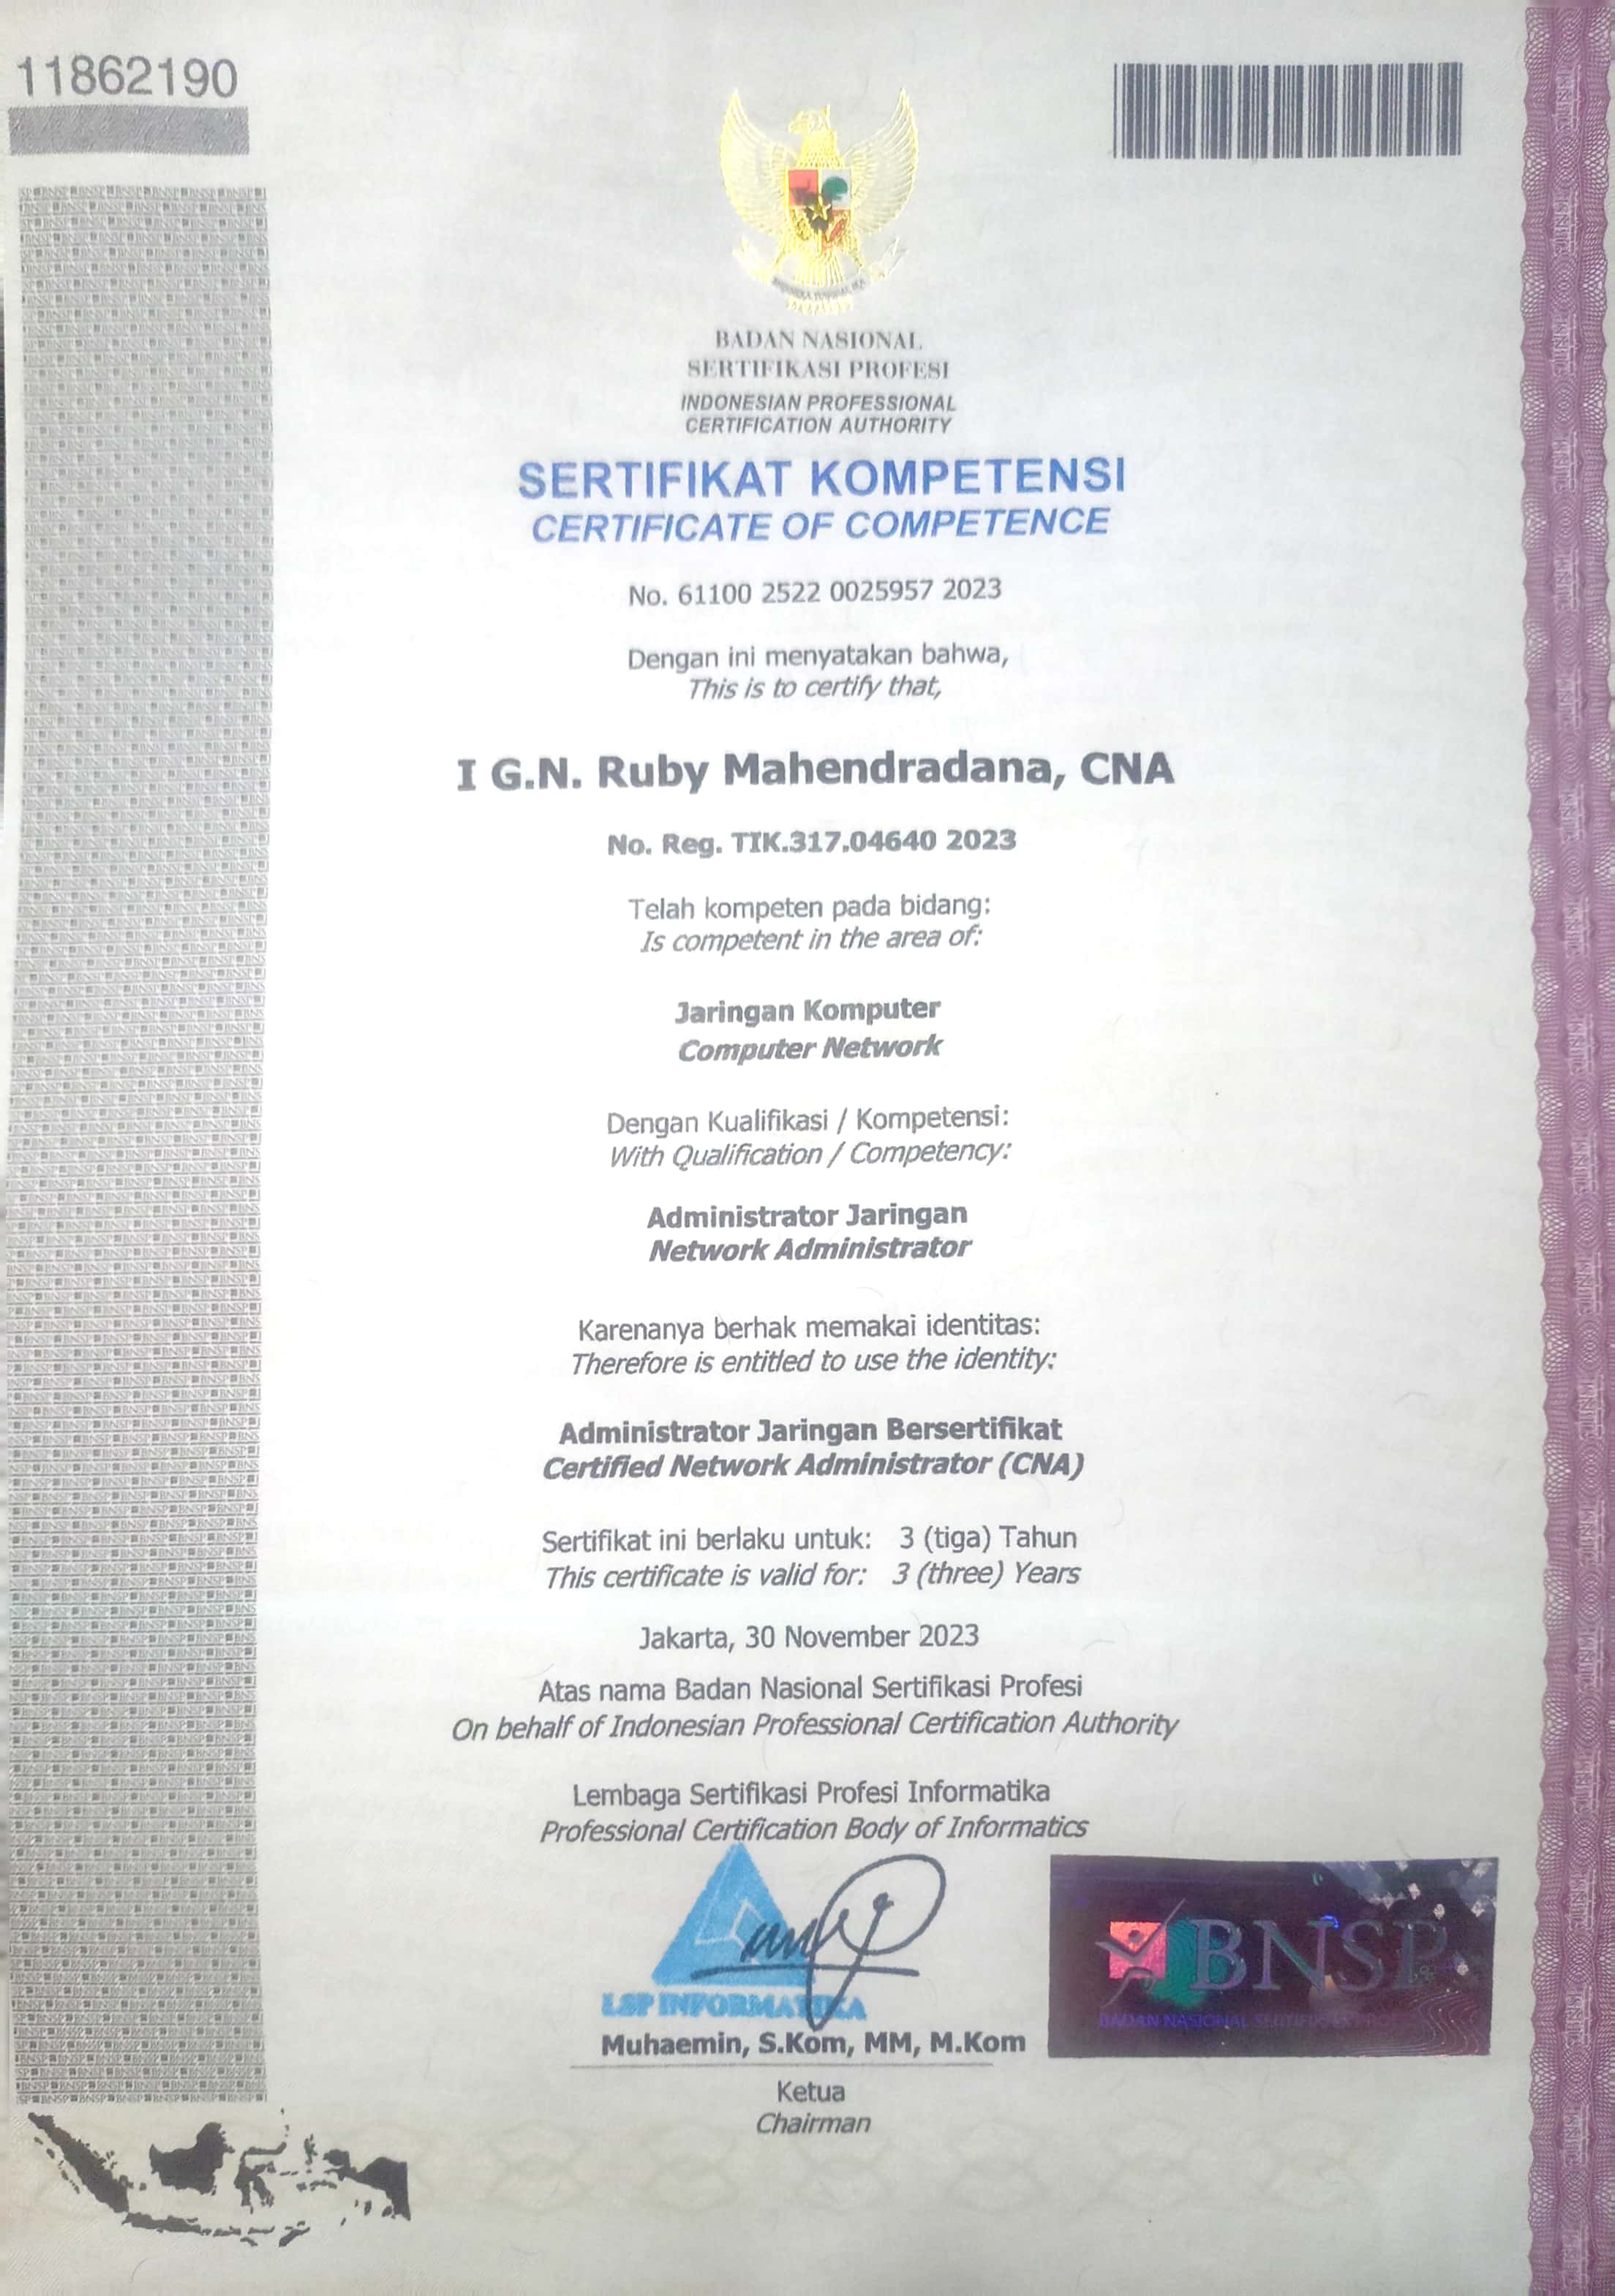 11862190
BADAN NASIONAL
SERTIFIKASI PROFESI
INDONESIAN PROFESSIONAL
CERTIFICATION AUTHORITY
SERTIFIKAT KOMPETENSI
CERTIFICATE OF COMPETENCE
No. 61100 2522 0025957 2023
Dengan ini menyatakan bahwa,
This is to certify that,
I G.N. Ruby Mahendradana, CNA
No. Reg. TIK.317.04640 2023
Telah kompeten pada bidang:
Is competent in the area of:
Jaringan Komputer
Computer Network
Dengan Kualifikasi / Kompetensi:
With Qualification / Competency:
Administrator Jaringan
Network Administrator
Karenanya berhak memakai identitas:
Therefore is entitled to use the identity:
Administrator Jaringan Bersertifikat
Certified Network Administrator (CNA)
Sertifikat ini berlaku untuk: 3 (tiga) Tahun
This certificate is valid for: 3 (three) Years
Jakarta, 30 November 2023
Atas nama Badan Nasional Sertifikasi Profesi
On behalf of Indonesian Professional Certification Authority
Lembaga Sertifikasi Profesi Informatika
Professional Certification Body of Informatics
LSP INFORMATIKA
BNSP
BADAN NASIONAL SERTIFIKASI
Muhaemin, S.Kom, MM, M.Kom
Ketua
Chairman